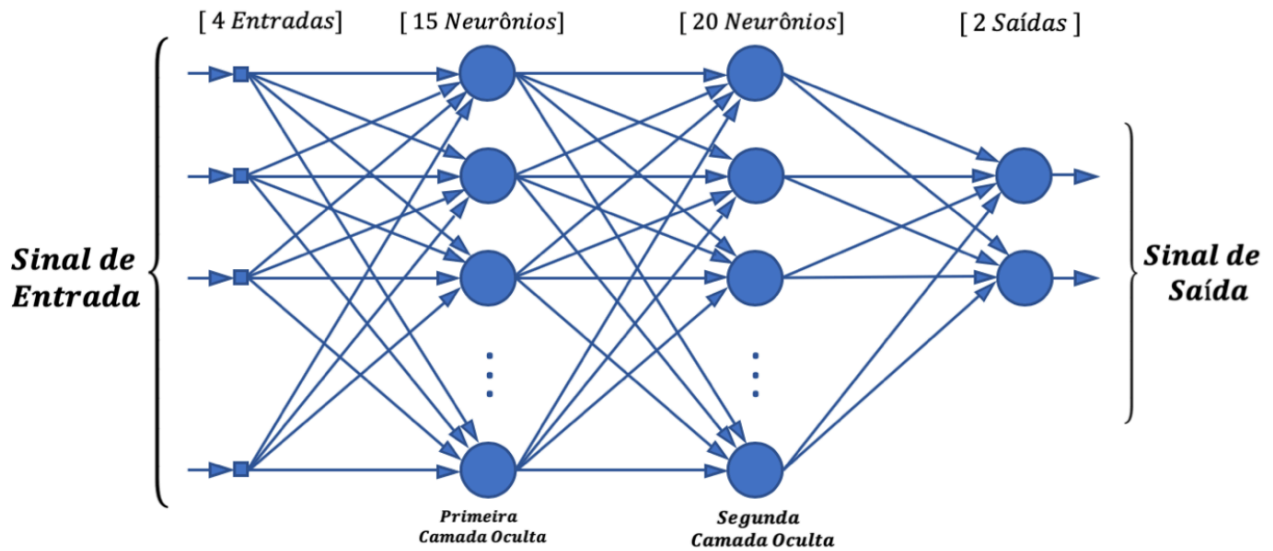 [ 4 Entradas]
[ 15 Neurônios]
[ 20 Neurônios]
[ 2 Saídas ]
Sinal de
Entrada
Sinal de
Saída
Primeira
Camada Oculta
Segunda
Camada Oculta